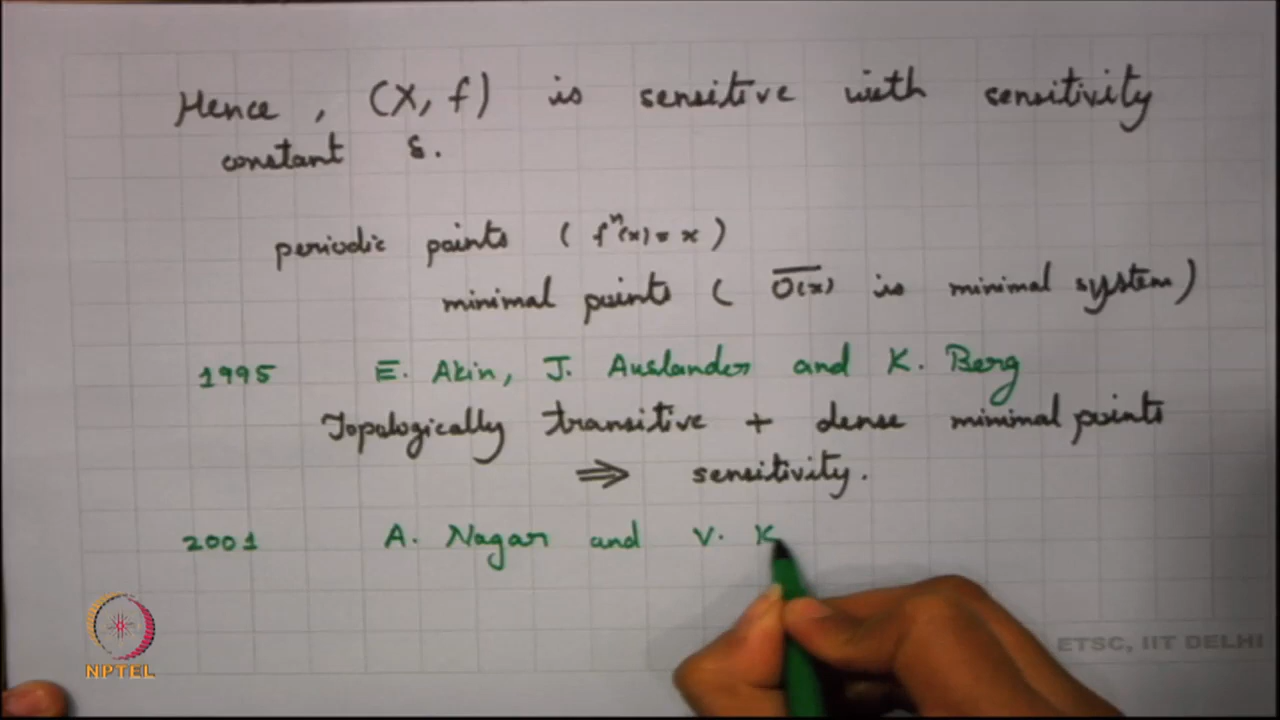 Hence, (X, f) is sensitive with sensitivity
constant δ.
periodic points ( fⁿ(x) = x )
minimal points ( O̅(̅x̅)̅ is minimal system )
1995 E. Akin, J. Auslander and K. Berg
Topologically transitive + dense minimal points
⇒ sensitivity.
2001 A. Nagar and V. K
NPTEL
ETSC, IIT DELHI